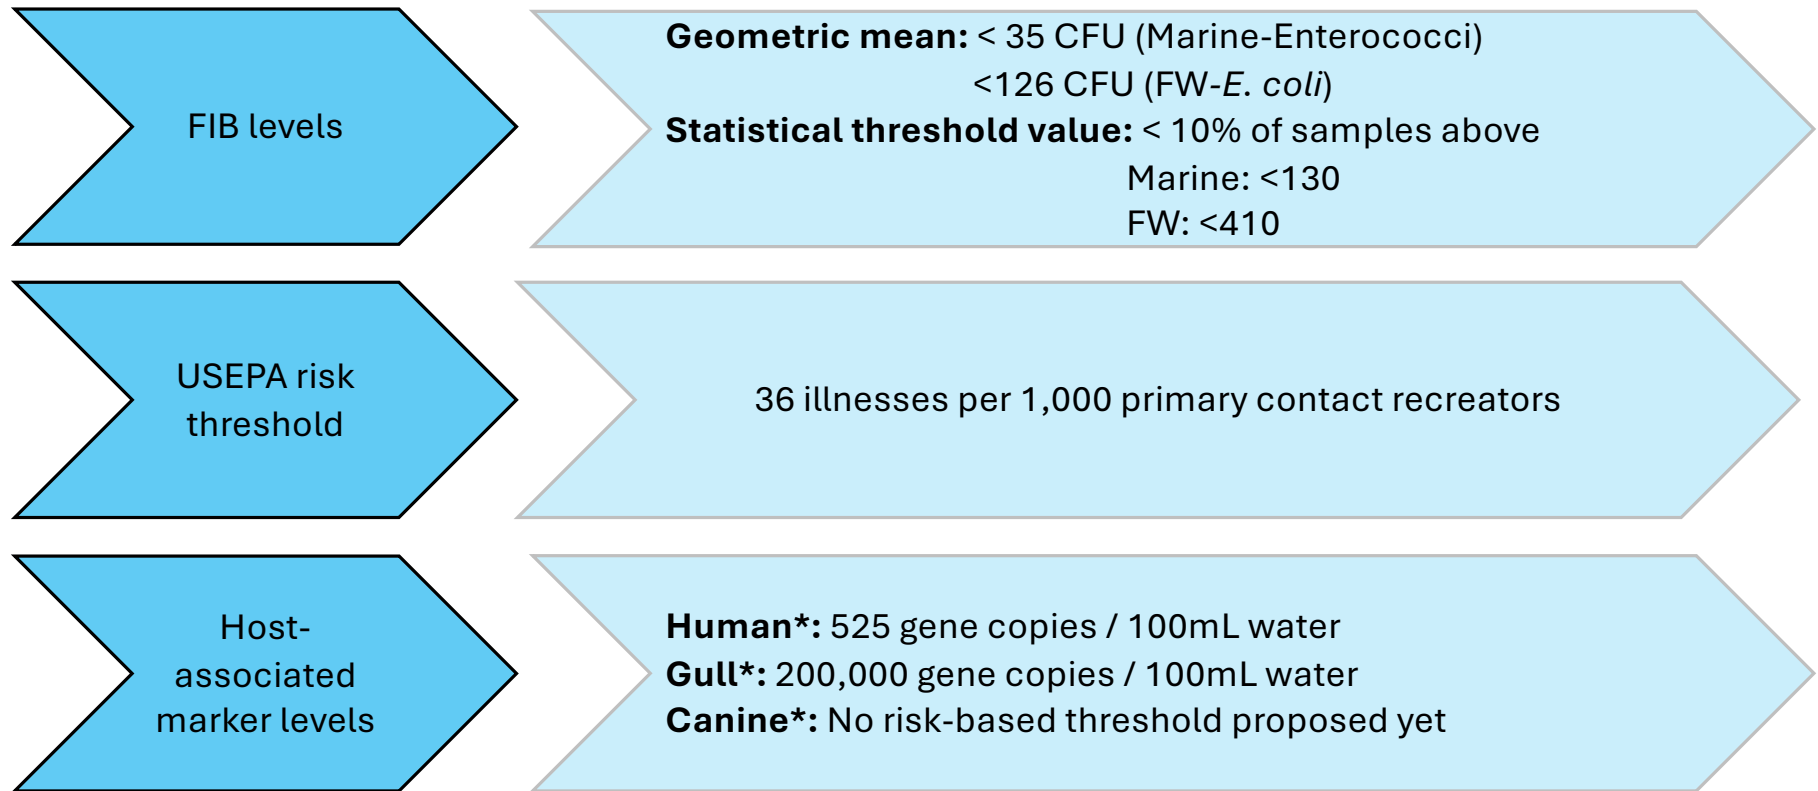 FIB levels
Geometric mean: < 35 CFU (Marine-Enterococci)
<126 CFU (FW-E. coli)
Statistical threshold value: < 10% of samples above
Marine: <130
FW: <410
USEPA risk
threshold
36 illnesses per 1,000 primary contact recreators
Host-
associated
marker levels
Human*: 525 gene copies / 100mL water
Gull*: 200,000 gene copies / 100mL water
Canine*: No risk-based threshold proposed yet